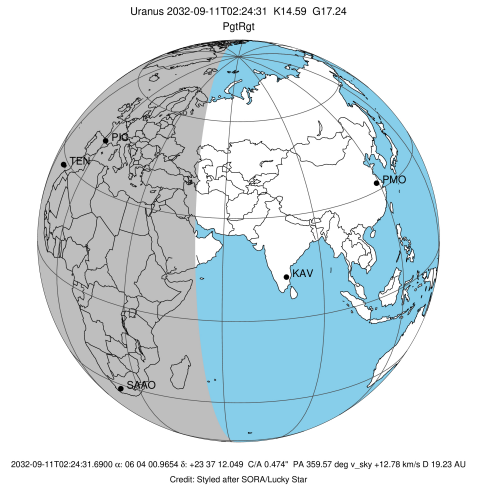 Uranus 2032-09-11T02:24:31 K14.59 G17.24
PgtRgt
PIC
TEN
PMO
KAV
SAAO
2032-09-11T02:24:31.6900 α: 06 04 00.9654 δ: +23 37 12.049 C/A 0.474" PA 359.57 deg v_sky +12.78 km/s D 19.23 AU
Credit: Styled after SORA/Lucky Star